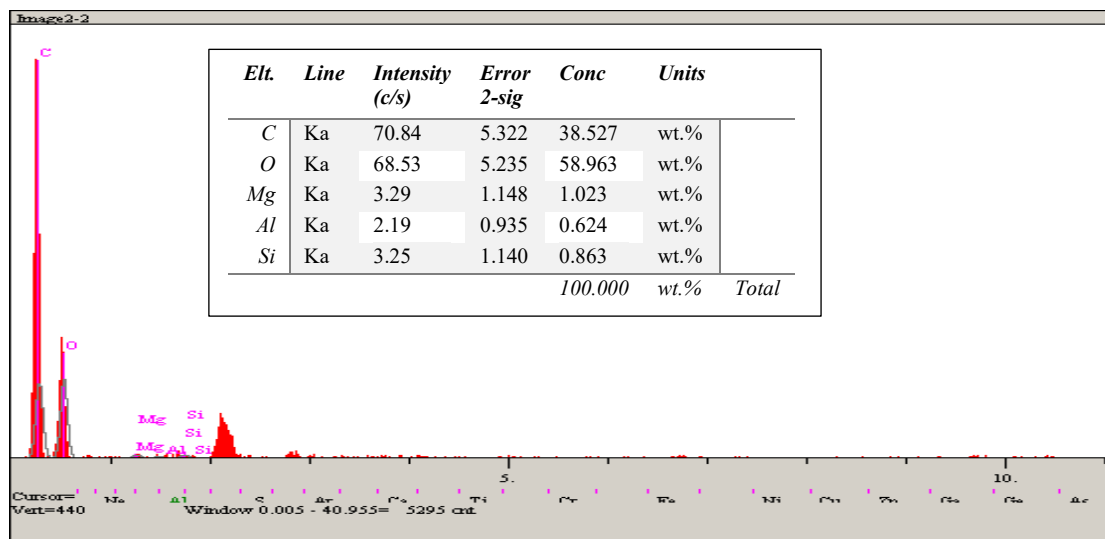 Image2-2
C
Elt. Line Intensity (c/s) Error 2-sig Conc Units
C Ka 70.84 5.322 38.527 wt.%
O Ka 68.53 5.235 58.963 wt.%
Mg Ka 3.29 1.148 1.023 wt.%
Al Ka 2.19 0.935 0.624 wt.%
Si Ka 3.25 1.140 0.863 wt.%
100.000 wt.% Total
O
Mg Si
Si
Mg Al Si
5. 10.
Cursor=
Vert=440 Window 0.005 - 40.955= 5295 cnt